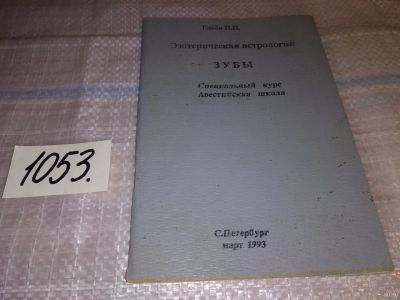 Глоба П.П.
Эзотерическая астрология
ЗУБЫ
Специальный курс
Авестийская школа
1053.
С.Петербург
март 1993